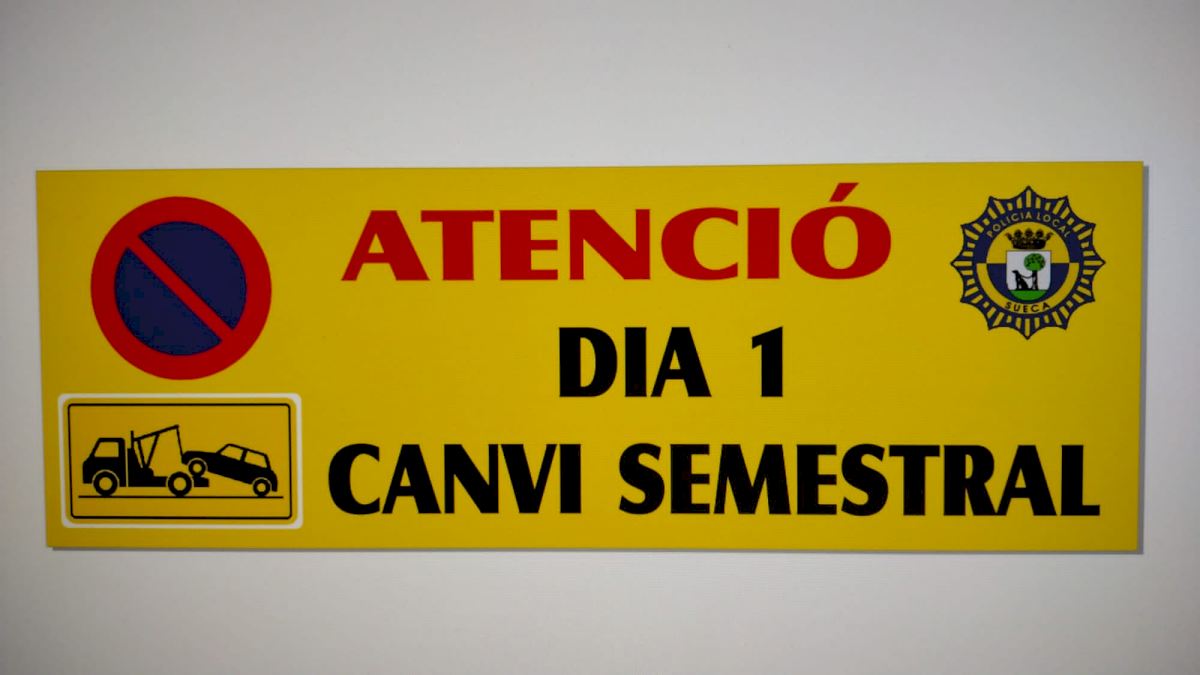 ATENCIÓ
POLICIA LOCAL
SUECA
DIA 1
CANVI SEMESTRAL